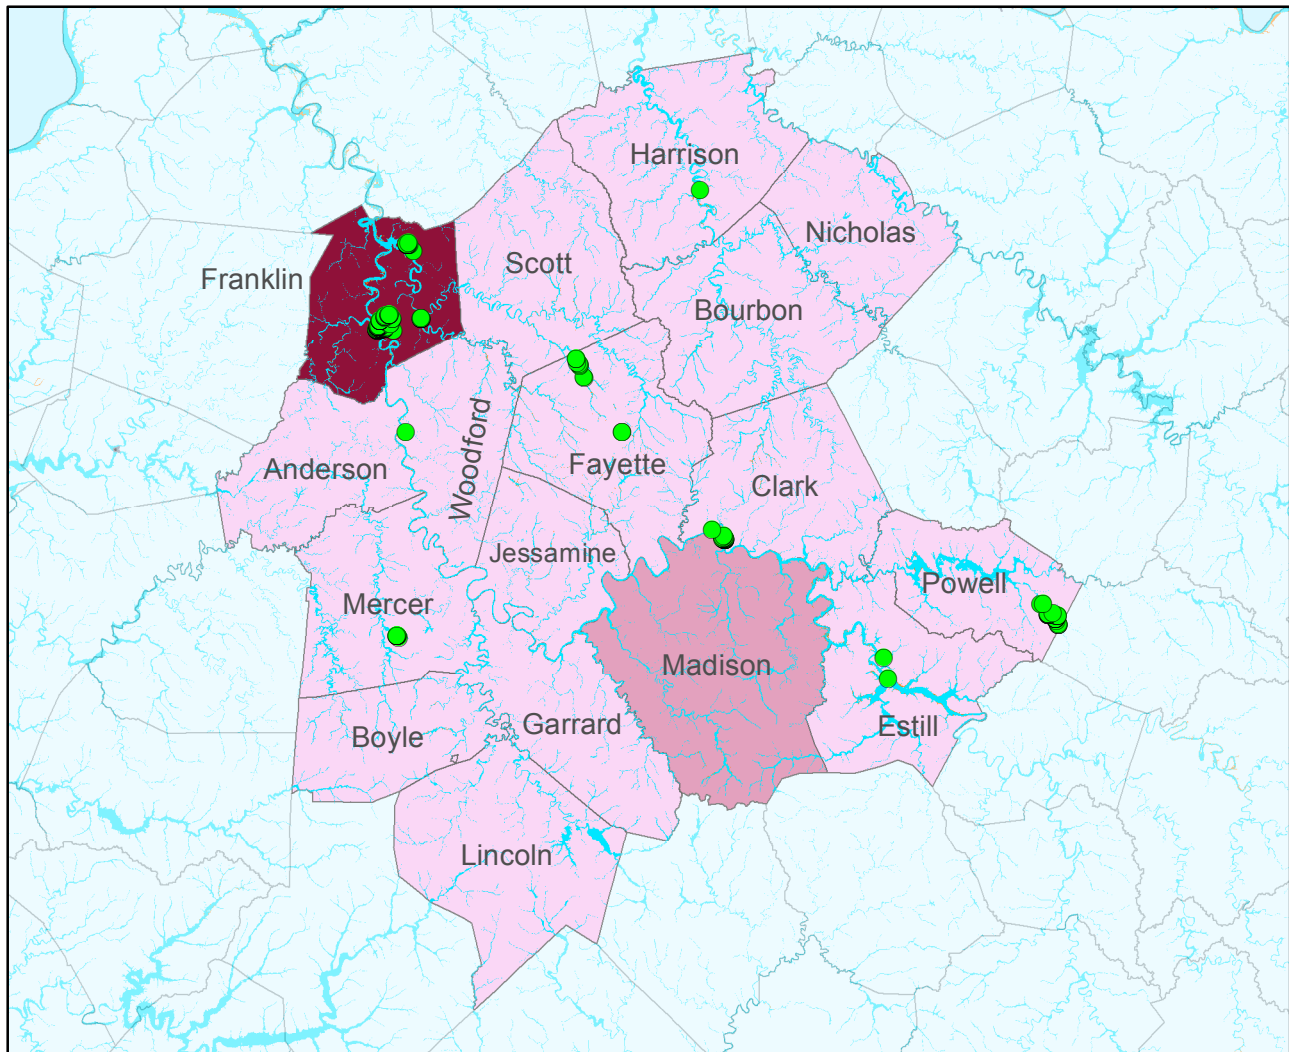 Harrison
Nicholas
Scott
Franklin
Bourbon
Woodford
Anderson
Fayette
Clark
Jessamine
Powell
Mercer
Madison
Garrard
Estill
Boyle
Lincoln